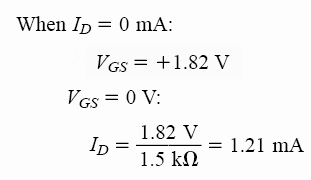 When I_D = 0 mA:
V_GS = +1.82 V
V_GS = 0 V:
I_D = 1.82 V / 1.5 kΩ = 1.21 mA